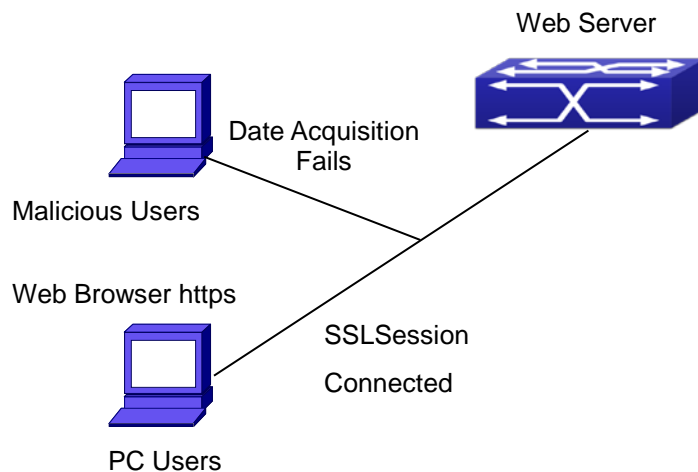 Web Server
Date Acquisition
Fails
Malicious Users
Web Browser https
SSLSession
Connected
PC Users